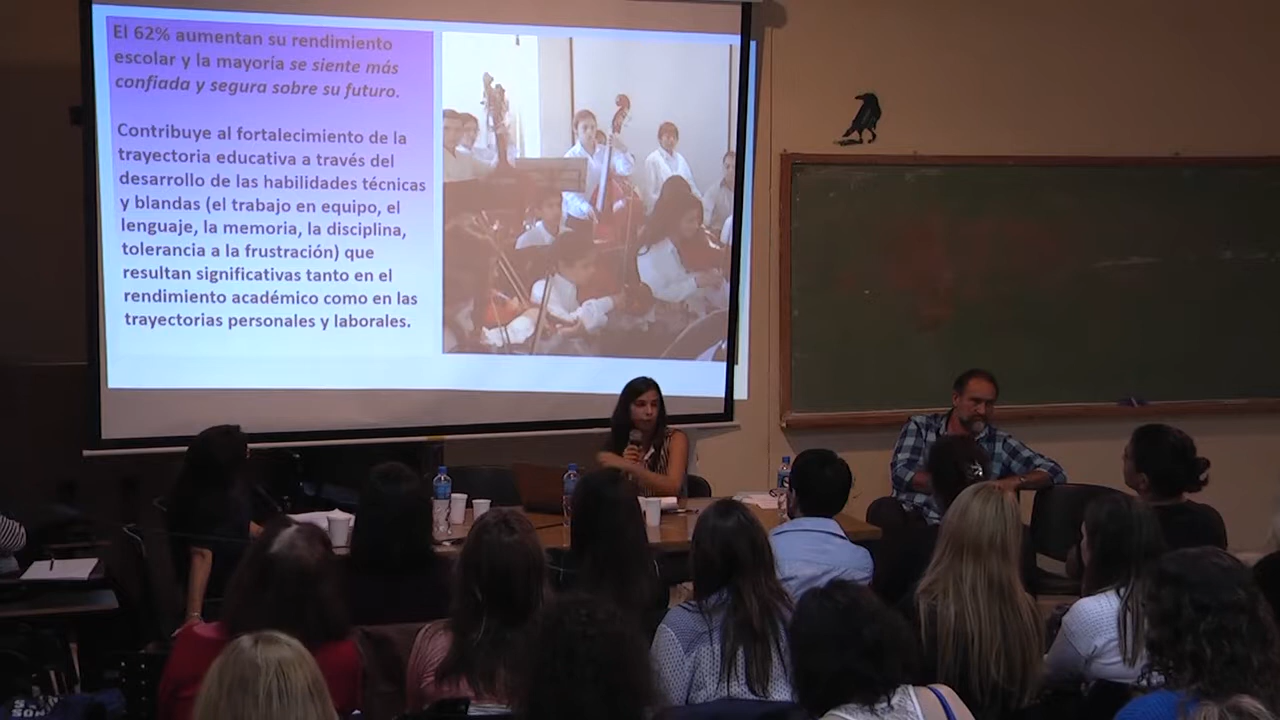 El 62% aumentan su rendimiento
escolar y la mayoría se siente más
confiada y segura sobre su futuro.
Contribuye al fortalecimiento de la
trayectoria educativa a través del
desarrollo de las habilidades técnicas
y blandas (el trabajo en equipo, el
lenguaje, la memoria, la disciplina,
tolerancia a la frustración) que
resultan significativas tanto en el
rendimiento académico como en las
trayectorias personales y laborales.